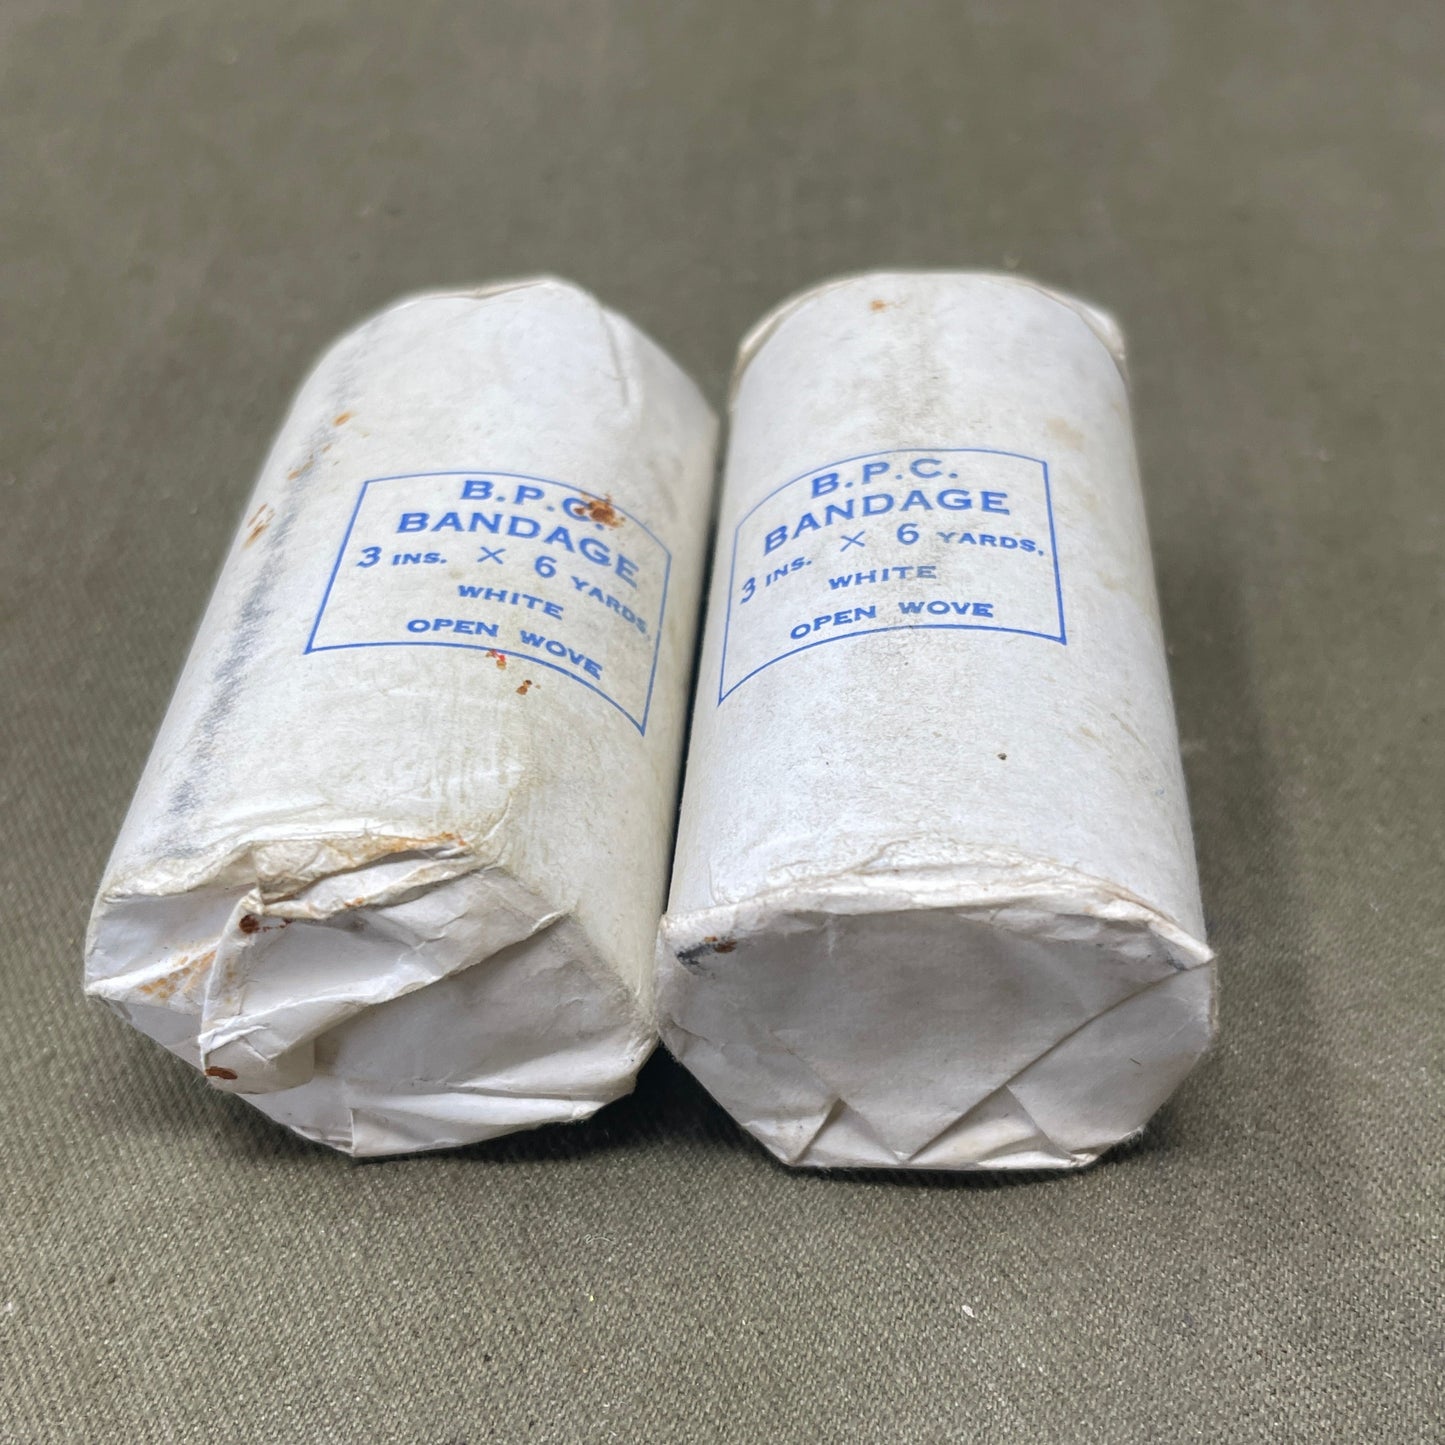 B.P.C.
BANDAGE
3 INS. × 6 YARDS.
WHITE
OPEN WOVE
B.P.C.
BANDAGE
3 INS. × 6 YARDS.
WHITE
OPEN WOVE